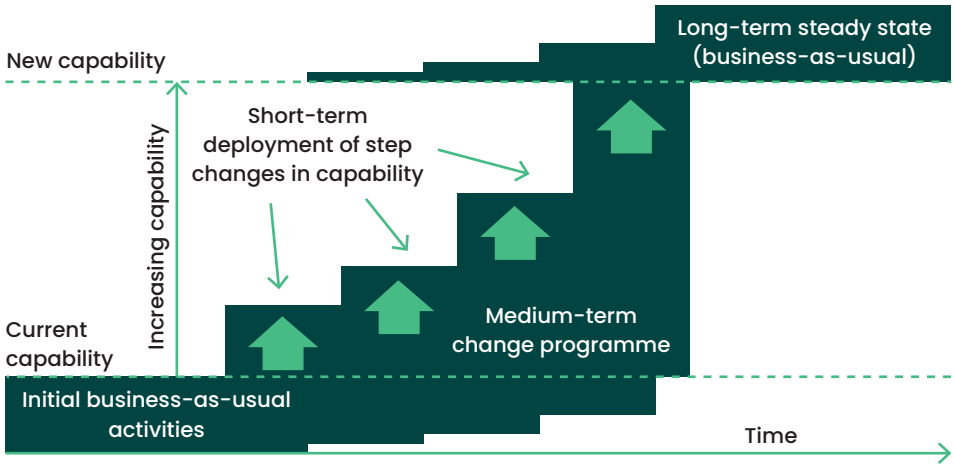 Long-term steady state
(business-as-usual)
New capability
Short-term
deployment of step
changes in capability
Increasing capability
Current
capability
Medium-term
change programme
Initial business-as-usual
activities
Time